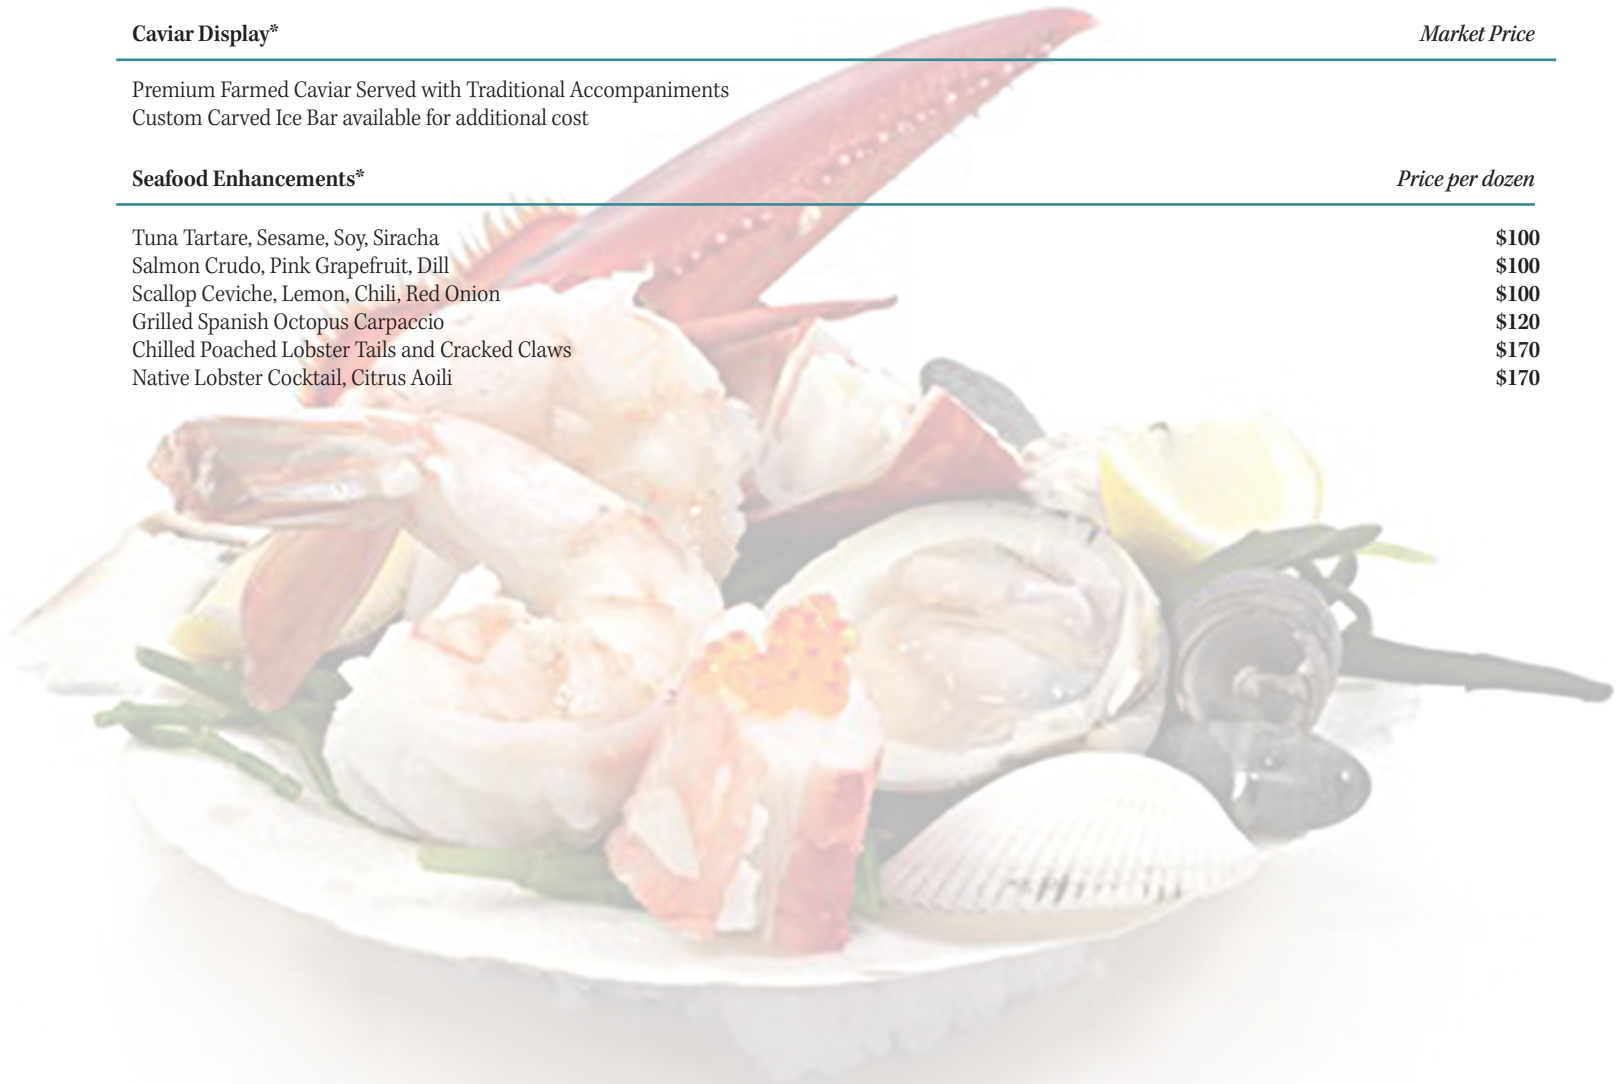 Caviar Display* Market Price
Premium Farmed Caviar Served with Traditional Accompaniments
Custom Carved Ice Bar available for additional cost
Seafood Enhancements* Price per dozen
Tuna Tartare, Sesame, Soy, Siracha $100
Salmon Crudo, Pink Grapefruit, Dill $100
Scallop Ceviche, Lemon, Chili, Red Onion $100
Grilled Spanish Octopus Carpaccio $120
Chilled Poached Lobster Tails and Cracked Claws $170
Native Lobster Cocktail, Citrus Aoili $170